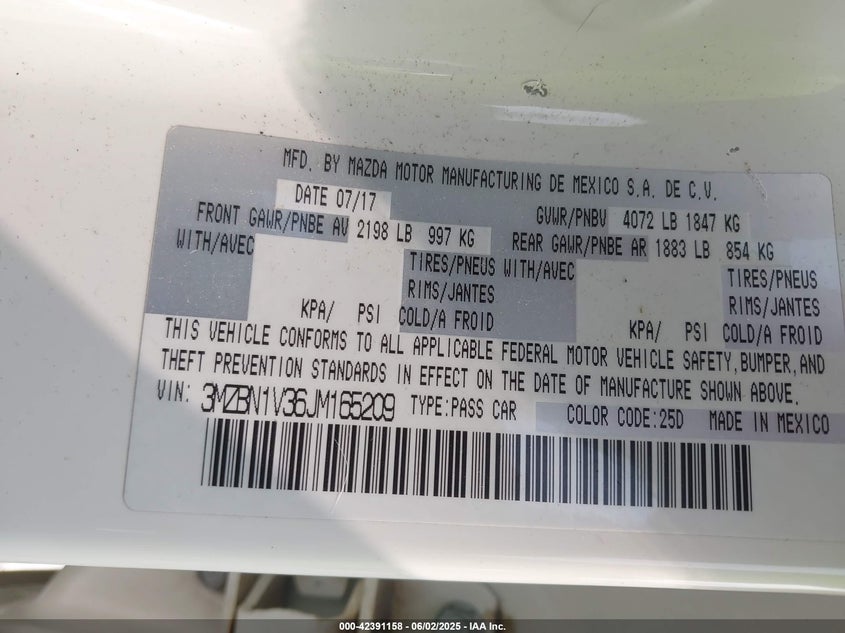 MFD. BY MAZDA MOTOR MANUFACTURING DE MEXICO S.A. DE C.V.
DATE 07/17
GVWR/PNBV 4072 LB 1847 KG
FRONT GAWR/PNBE AV 2198 LB 997 KG
REAR GAWR/PNBE AR 1883 LB 854 KG
WITH/AVEC
TIRES/PNEUS WITH/AVEC
TIRES/PNEUS
RIMS/JANTES
RIMS/JANTES
KPA/ PSI COLD/A FROID
KPA/ PSI COLD/A FROID
THIS VEHICLE CONFORMS TO ALL APPLICABLE FEDERAL MOTOR VEHICLE SAFETY,BUMPER,AND
THEFT PREVENTION STANDARDS IN EFFECT ON THE DATE OF MANUFACTURE SHOWN ABOVE.
VIN: 3MZBN1V36JM165209 TYPE:PASS CAR COLOR CODE:25D MADE IN MEXICO
000-42391158 - 06/02/2025 - IAA Inc.